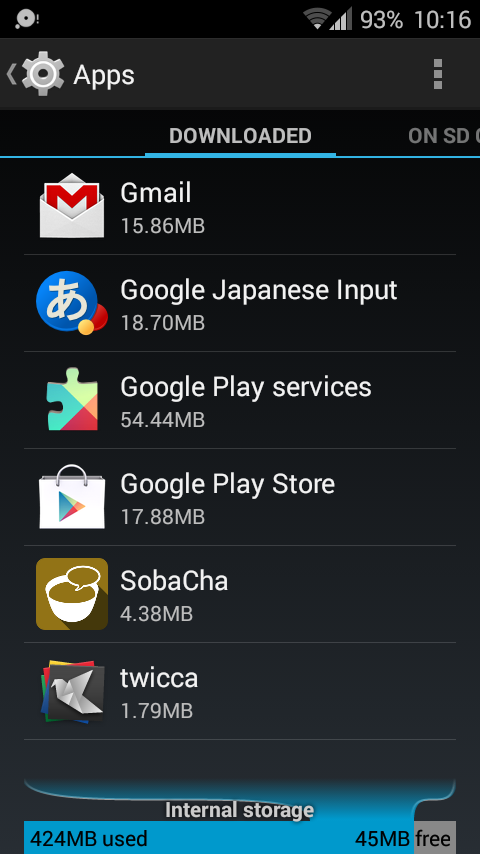 93% 10:16
Apps
DOWNLOADED ON SD
Gmail
15.86MB
あ
Google Japanese Input
18.70MB
Google Play services
54.44MB
Google Play Store
17.88MB
SobaCha
4.38MB
twicca
1.79MB
Internal storage
424MB used 45MB free